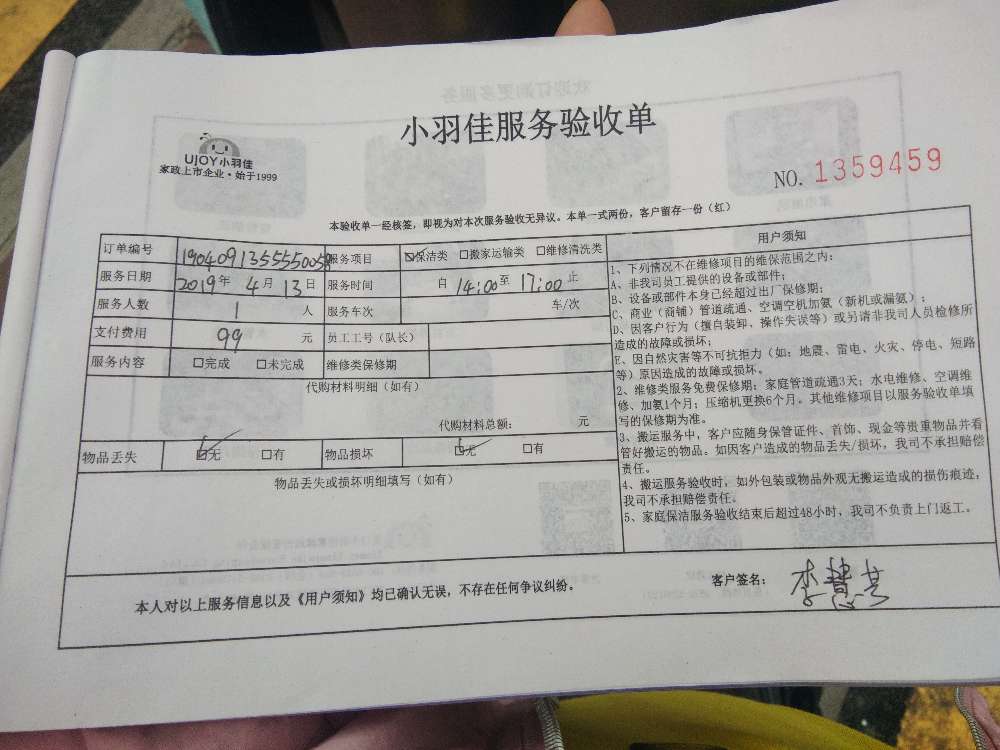 小羽佳服务验收单
UJOY小羽佳
家政上市企业·始于1999
NO. 1359459
本验收单一经核签，即视为对本次服务验收无异议。本单一式两份，客户留存一份（红）
订单编号 服务项目 ☑保洁类 □搬家运输类 □维修清洗类
服务日期 2019年 4月 13日 服务时间 自 14:00 至 17:00 止
服务人数 1 人 服务车次 车/次
支付费用 99 元 员工工号（队长）
服务内容 □完成 □未完成 维修类保修期
代购材料明细（如有）
代购材料总额： 元
物品丢失 ☑无 □有 物品损坏 ☑无 □有
物品丢失或损坏明细填写（如有）
用户须知
1、下列情况不在维修项目的维保范围之内：
A、非我司员工提供的设备或部件；
B、设备或部件本身已经超过出厂保修期；
C、商业（商铺）管道疏通、空调空机加氨（新机或漏氨）；
D、因客户行为（擅自装卸、操作失误等）或另请非我司人员检修所
造成的故障或损坏；
E、因自然灾害等不可抗拒力（如：地震、雷电、火灾、停电、短路
等）原因造成的故障或损坏。
2、维修类服务免费保修期：家庭管道疏通3天；水电维修、空调维
修、加氨1个月；压缩机更换6个月。其他维修项目以服务验收单填
写的保修期为准。
3、搬运服务中，客户应随身保管证件、首饰、现金等贵重物品并看
管好搬运的物品。如因客户造成的物品丢失/损坏，我司不承担赔偿
责任。
4、搬运服务验收时，如外包装或物品外观无搬运造成的损伤痕迹，
我司不承担赔偿责任。
5、家庭保洁服务验收结束后超过48小时，我司不负责上门返工。
本人对以上服务信息以及《用户须知》均已确认无误，不存在任何争议纠纷。
客户签名：